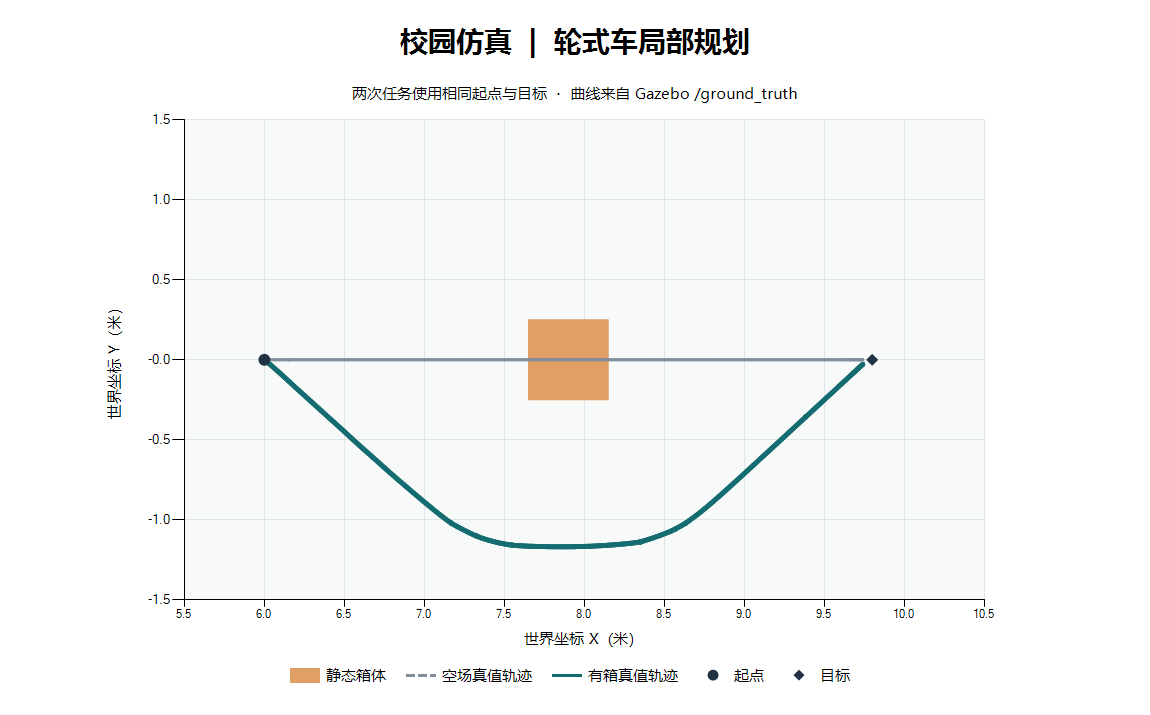 校园仿真 | 轮式车局部规划
两次任务使用相同起点与目标 · 曲线来自 Gazebo /ground_truth
1.5
1.0
0.5
-0.0
-0.5
-1.0
-1.5
世界坐标 Y（米）
5.5 6.0 6.5 7.0 7.5 8.0 8.5 9.0 9.5 10.0 10.5
世界坐标 X（米）
静态箱体 空场真值轨迹 有箱真值轨迹 起点 目标